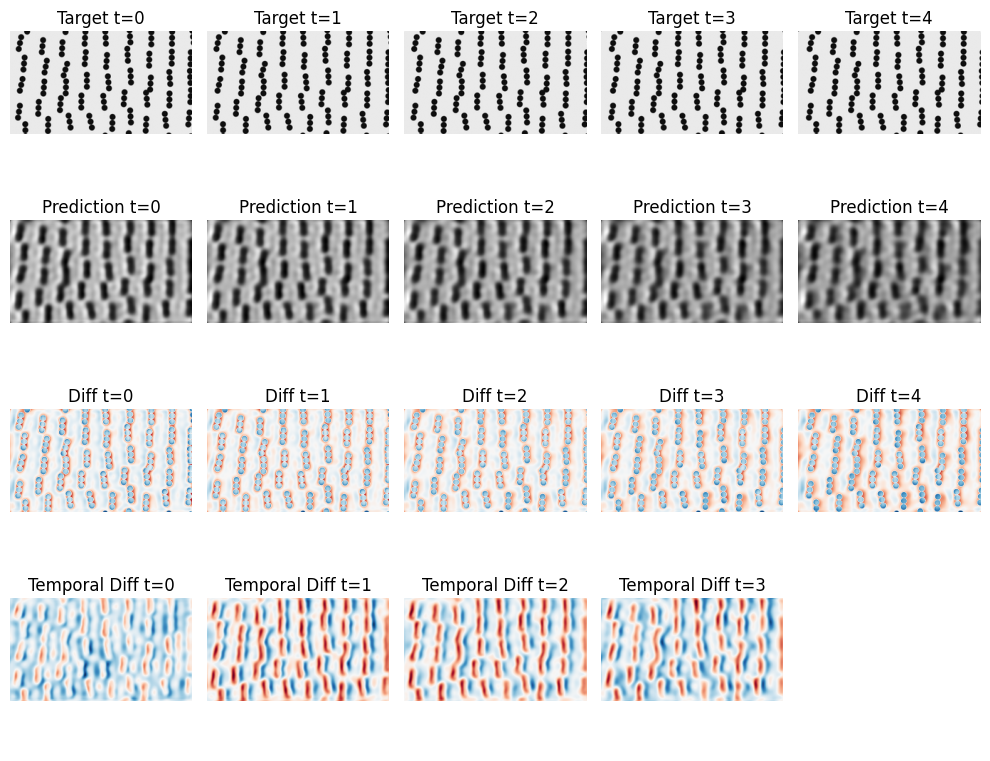 Target t=0 Target t=1 Target t=2 Target t=3 Target t=4
Prediction t=0 Prediction t=1 Prediction t=2 Prediction t=3 Prediction t=4
Diff t=0 Diff t=1 Diff t=2 Diff t=3 Diff t=4
Temporal Diff t=0 Temporal Diff t=1 Temporal Diff t=2 Temporal Diff t=3